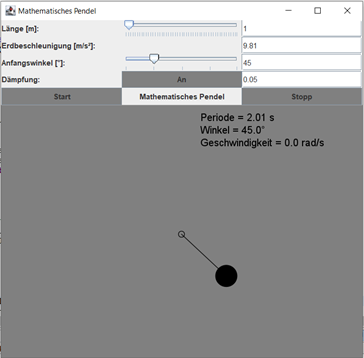 Mathematisches Pendel
Länge [m]: 1
Erdbeschleunigung [m/s²]: 9.81
Anfangswinkel [°]: 45
Dämpfung: An 0.05
Start Mathematisches Pendel Stopp
Periode = 2.01 s
Winkel = 45.0°
Geschwindigkeit = 0.0 rad/s